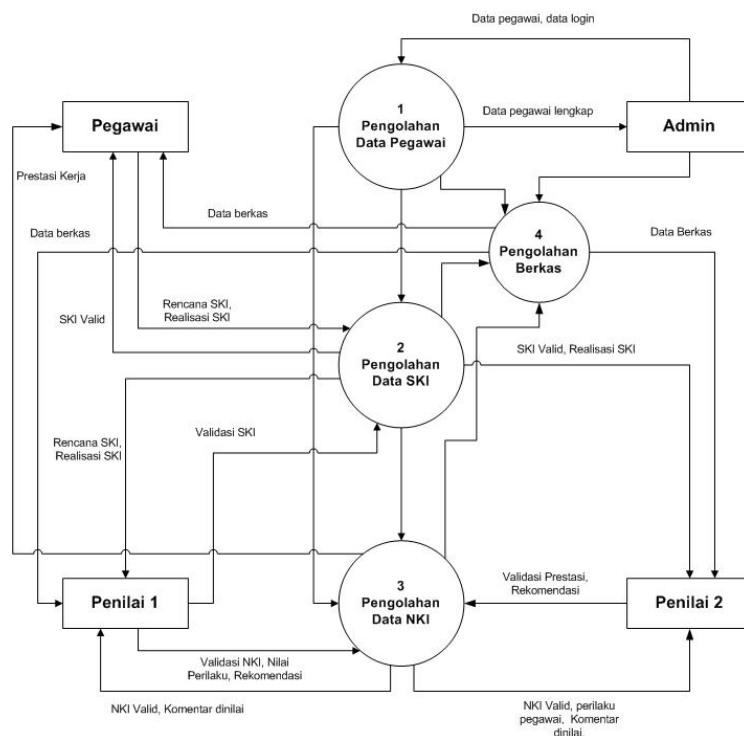 Data pegawai, data login
1
Pengolahan
Data Pegawai
Pegawai
Data pegawai lengkap
Admin
Prestasi Kerja
Data berkas
Data berkas
4
Pengolahan
Berkas
Data Berkas
SKI Valid
Rencana SKI,
Realisasi SKI
2
Pengolahan
Data SKI
SKI Valid, Realisasi SKI
Rencana SKI,
Realisasi SKI
Validasi SKI
3
Pengolahan
Data NKI
Validasi Prestasi,
Rekomendasi
Penilai 1
Penilai 2
Validasi NKI, Nilai
Perilaku, Rekomendasi
NKI Valid, Komentar dinilai
NKI Valid, perilaku
pegawai, Komentar
dinilai,